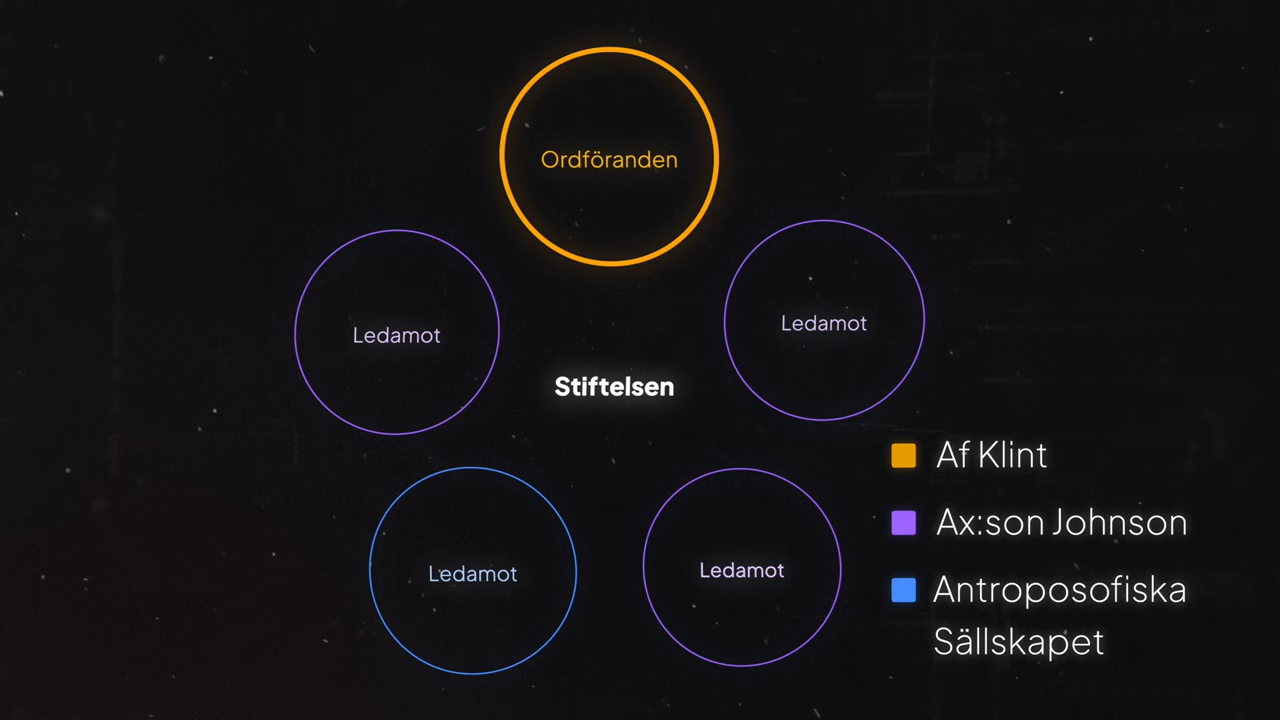 Ordföranden
Ledamot
Ledamot
Stiftelsen
Ledamot
Ledamot
Af Klint
Ax:son Johnson
Antroposofiska
Sällskapet